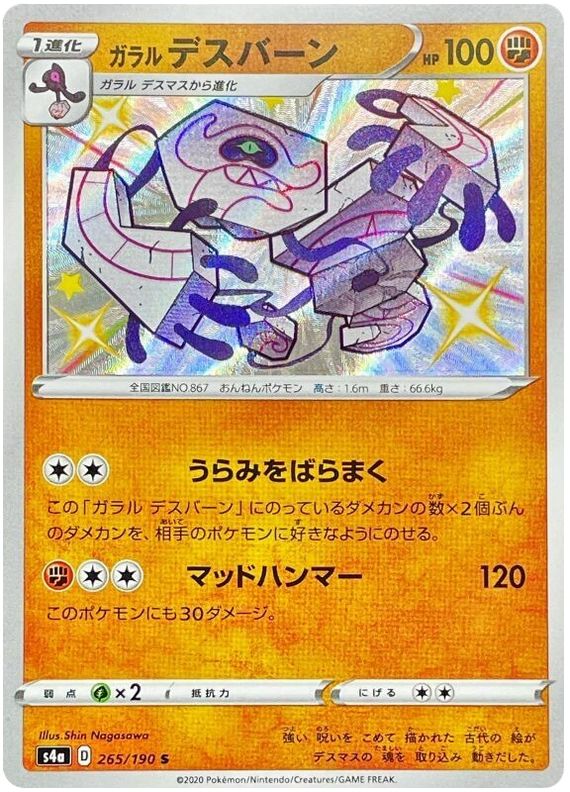 1進化
ガラル デスバーン HP 100
ガラル デスマスから進化
全国図鑑NO.867 おんねんポケモン 高さ：1.6m 重さ：66.6kg
うらみをばらまく
この「ガラル デスバーン」にのっているダメカンの数×2個ぶん
のダメカンを、相手のポケモンに好きなようにのせる。
マッドハンマー 120
このポケモンにも30ダメージ。
弱点 ×2 抵抗力 にげる
Illus.Shin Nagasawa
強い 呪いを こめて 描かれた 古代の 絵が
デスマスの 魂を 取り込み 動きだした。
s4a D 265/190 S
©2020 Pokémon/Nintendo/Creatures/GAME FREAK.